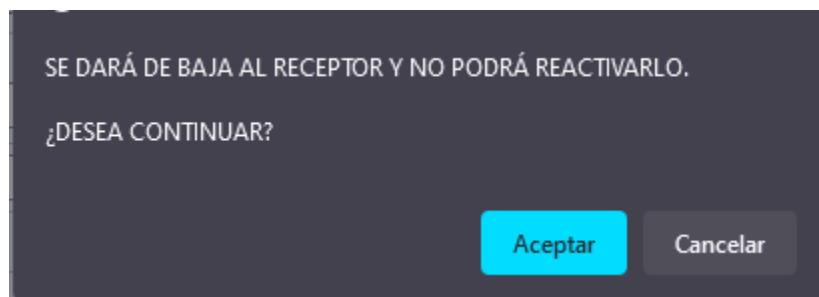 SE DARÁ DE BAJA AL RECEPTOR Y NO PODRÁ REACTIVARLO.
¿DESEA CONTINUAR?
Aceptar Cancelar